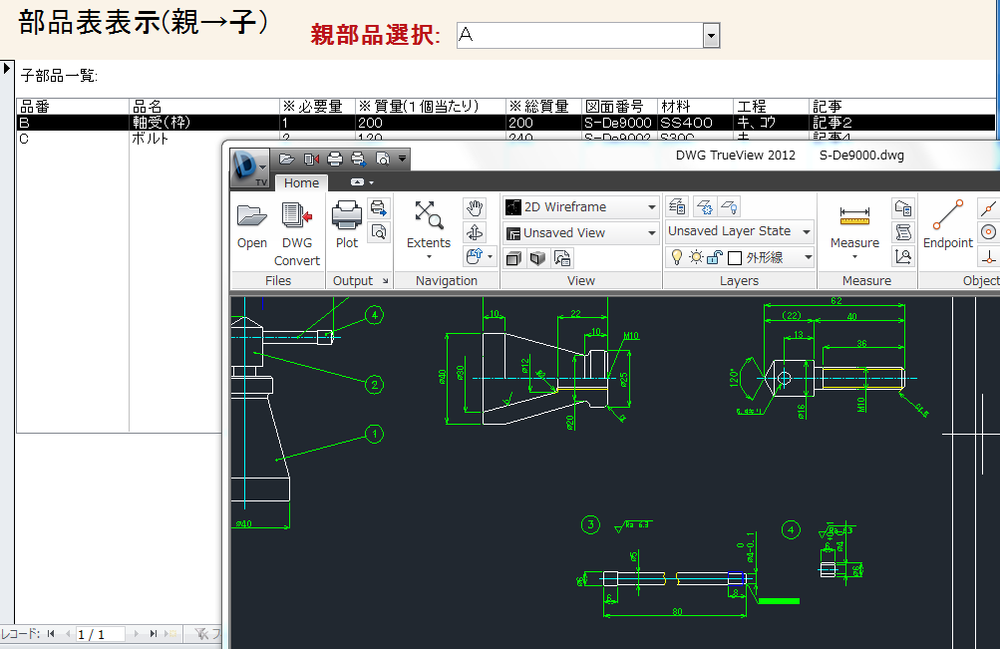 部品表表示(親→子)
親部品選択: A
子部品一覧:
品番 品名 ※必要量 ※質量(1個当たり) ※総質量 図面番号 材料 工程 記事
B 軸受(枠) 1 200 200 S-De9000 SS400 キ、コウ 記事2
C ボルト 2 120 240 S-De9002 S30C キ 記事4
DWG TrueView 2012 S-De9000.dwg
TV
Home
2D Wireframe
Unsaved View
Unsaved Layer State
外形線
Open DWG Convert Plot Extents Measure Endpoint
Files Output Navigation View Layers Measure Object
62
(22) 40
13
36
10 22
10
M10
ø40 ø30 ø12 ø25
ø20
120°
ø16 M10
4
2
1
ø40
3
4
ø5
80
レコード: 1 / 1